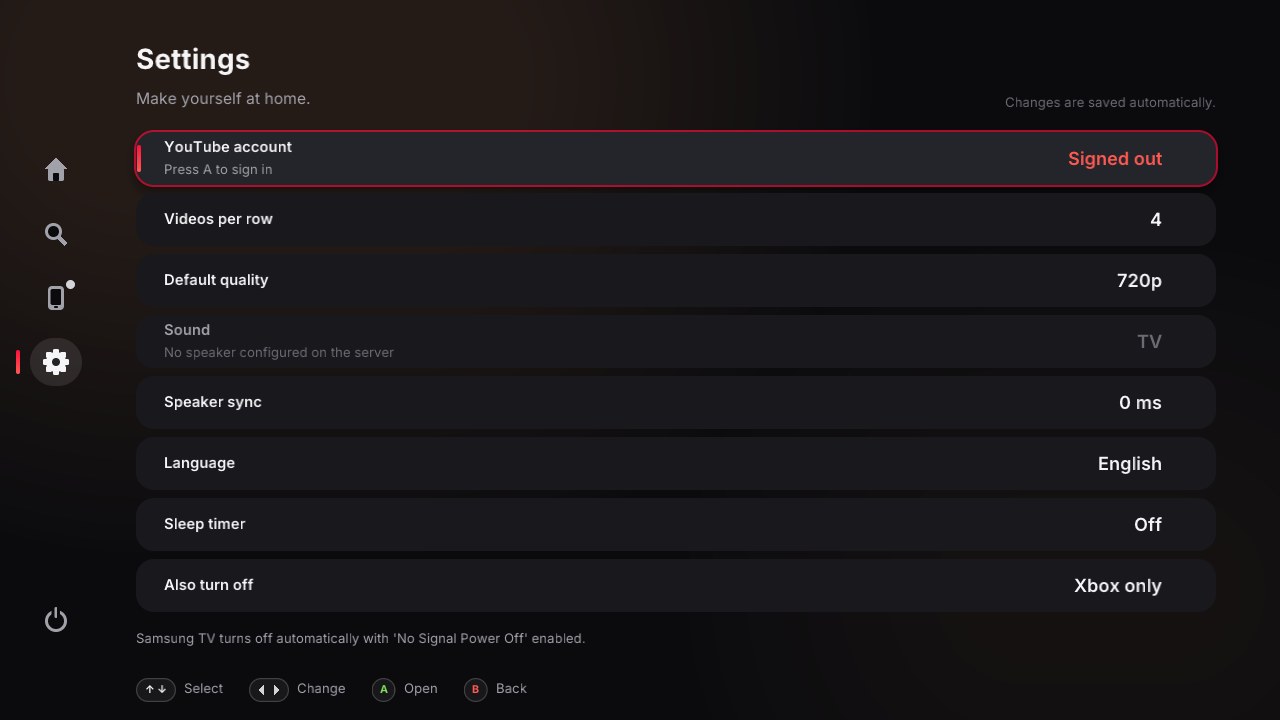 Settings
Make yourself at home.
Changes are saved automatically.
YouTube account
Press A to sign in
Signed out
Videos per row
4
Default quality
720p
Sound
No speaker configured on the server
TV
Speaker sync
0 ms
Language
English
Sleep timer
Off
Also turn off
Xbox only
Samsung TV turns off automatically with 'No Signal Power Off' enabled.
Select Change A Open B Back